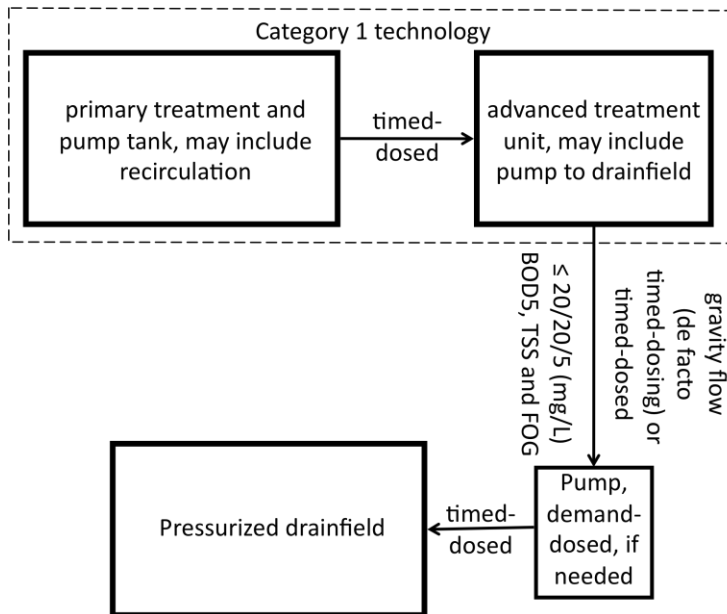 Category 1 technology
primary treatment and
pump tank, may include
recirculation
timed-
dosed
advanced treatment
unit, may include
pump to drainfield
≤ 20/20/5 (mg/L)
BOD5, TSS and FOG
gravity flow
(de facto
timed-dosing) or
timed-dosed
Pump,
demand-
dosed, if
needed
timed-
dosed
Pressurized drainfield